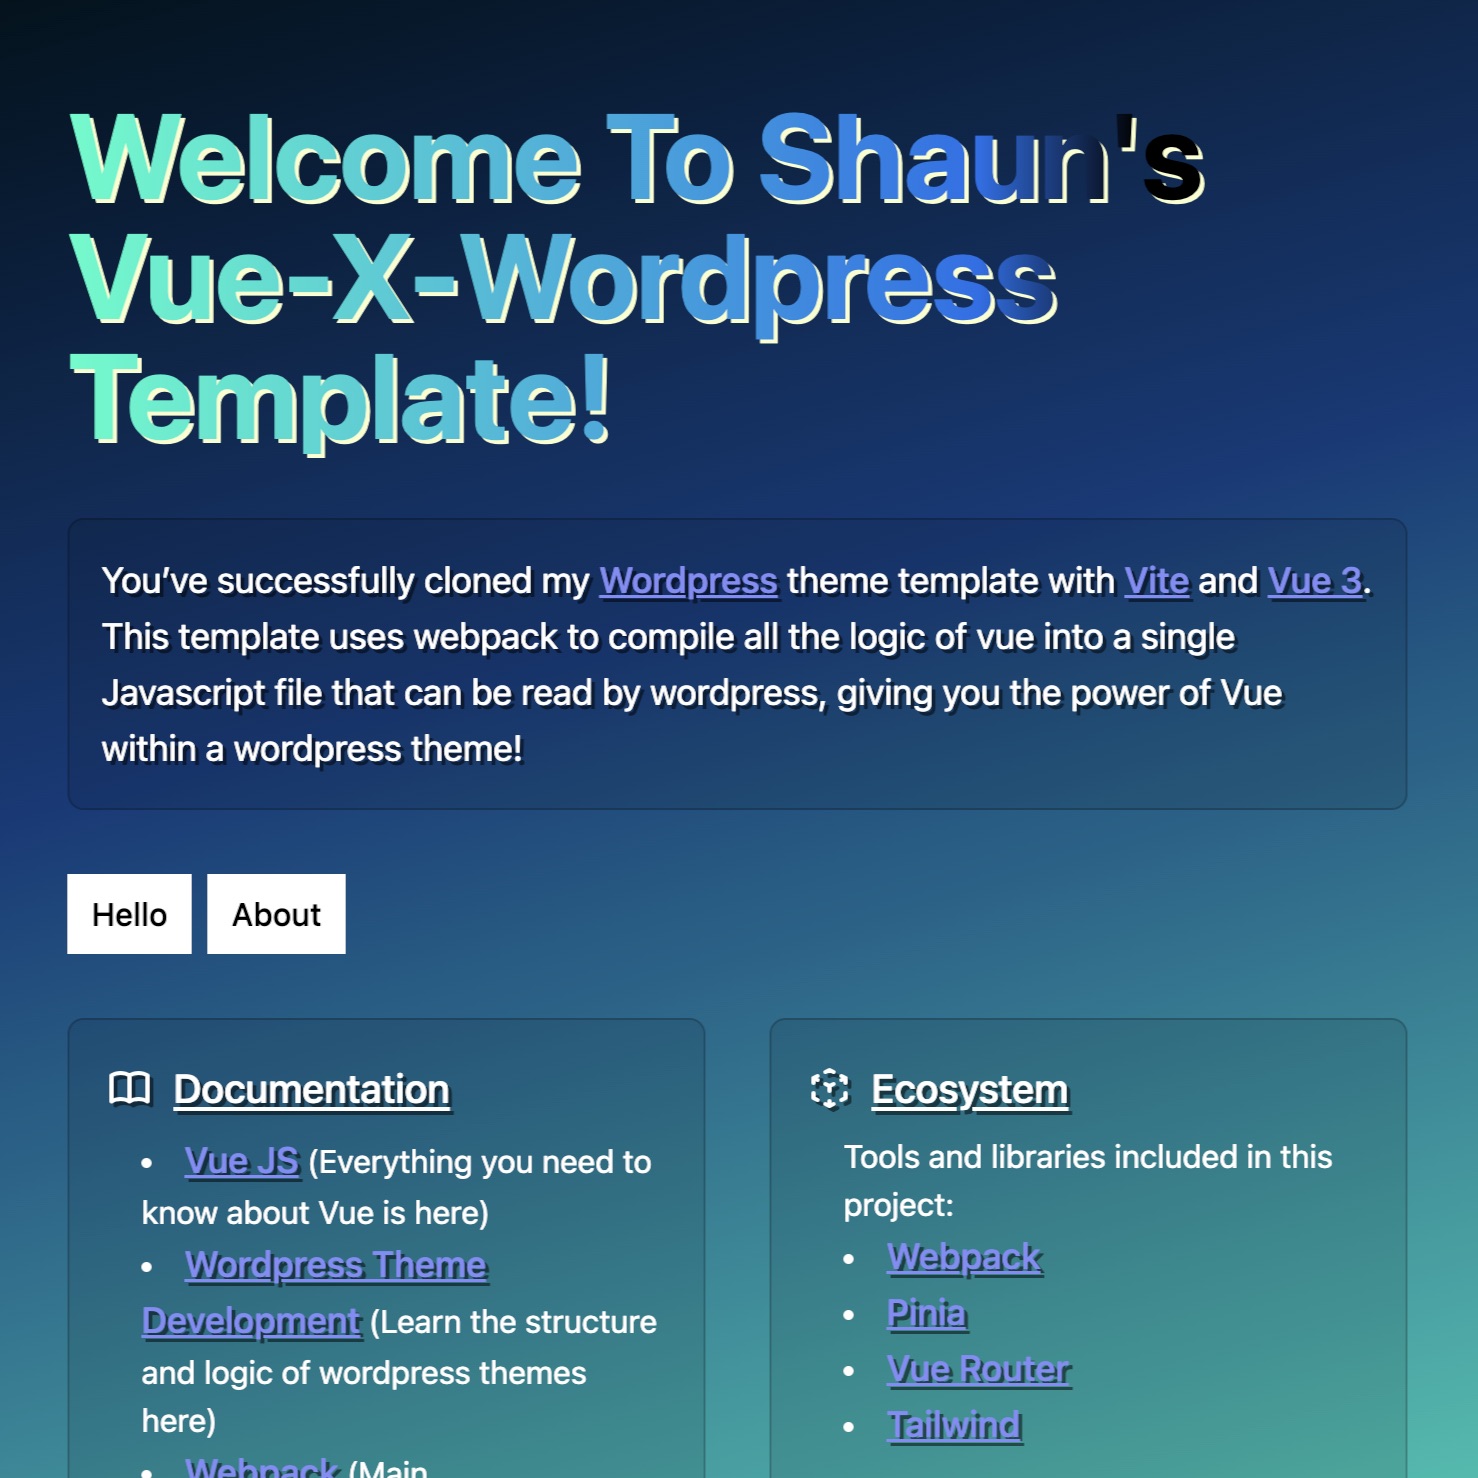 Welcome To Shaun's
Vue-X-Wordpress
Template!
You’ve successfully cloned my Wordpress theme template with Vite and Vue 3.
This template uses webpack to compile all the logic of vue into a single
Javascript file that can be read by wordpress, giving you the power of Vue
within a wordpress theme!
Hello
About
Documentation
• Vue JS (Everything you need to
know about Vue is here)
• Wordpress Theme
Development (Learn the structure
and logic of wordpress themes
here)
• Webpack (Main
Ecosystem
Tools and libraries included in this
project:
• Webpack
• Pinia
• Vue Router
• Tailwind